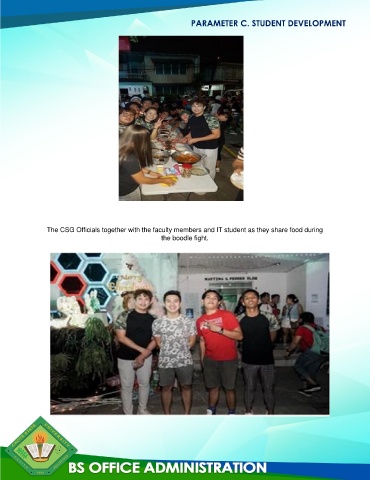 PARAMETER C. STUDENT DEVELOPMENT
The CSG Officials together with the faculty members and IT student as they share food during
the boodle fight.
BS OFFICE ADMINISTRATION